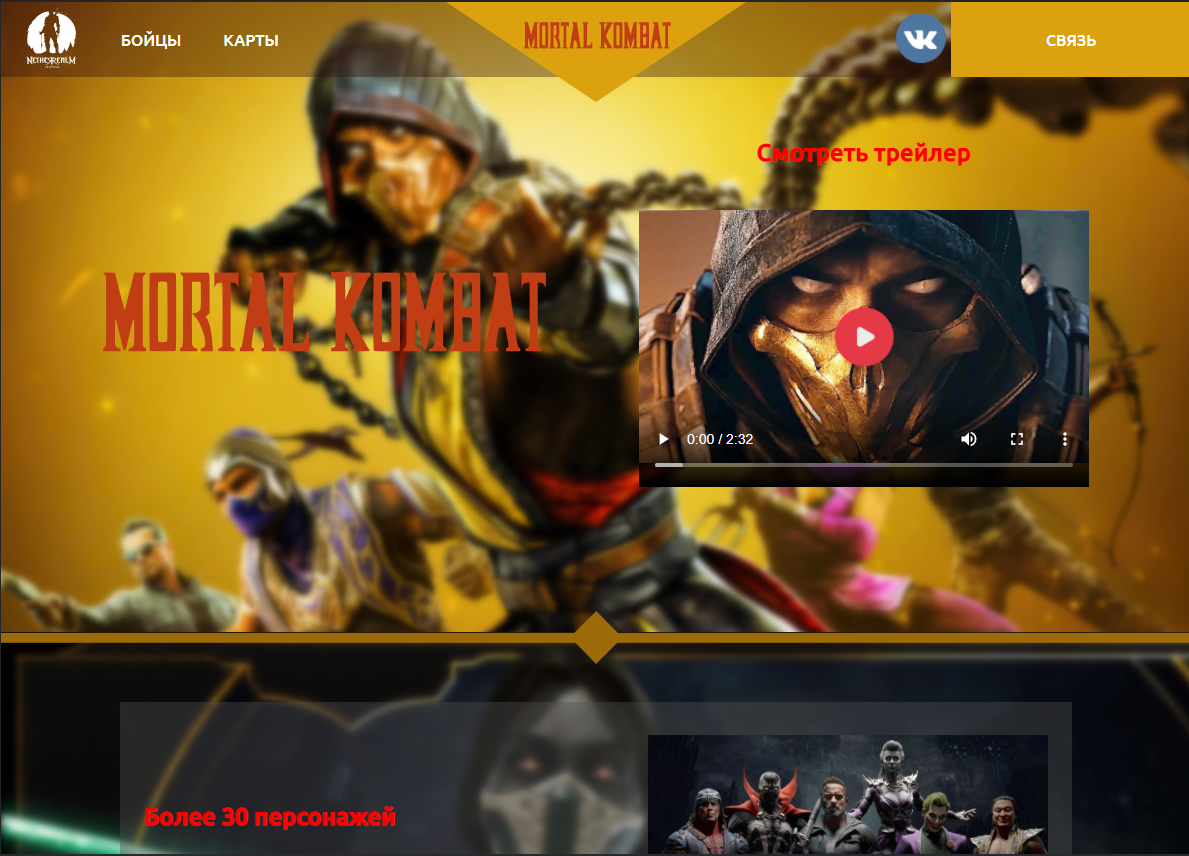 NETHERREALM
БОЙЦЫ
КАРТЫ
MORTAL KOMBAT
СВЯЗЬ
Смотреть трейлер
MORTAL KOMBAT
0:00 / 2:32
Более 30 персонажей